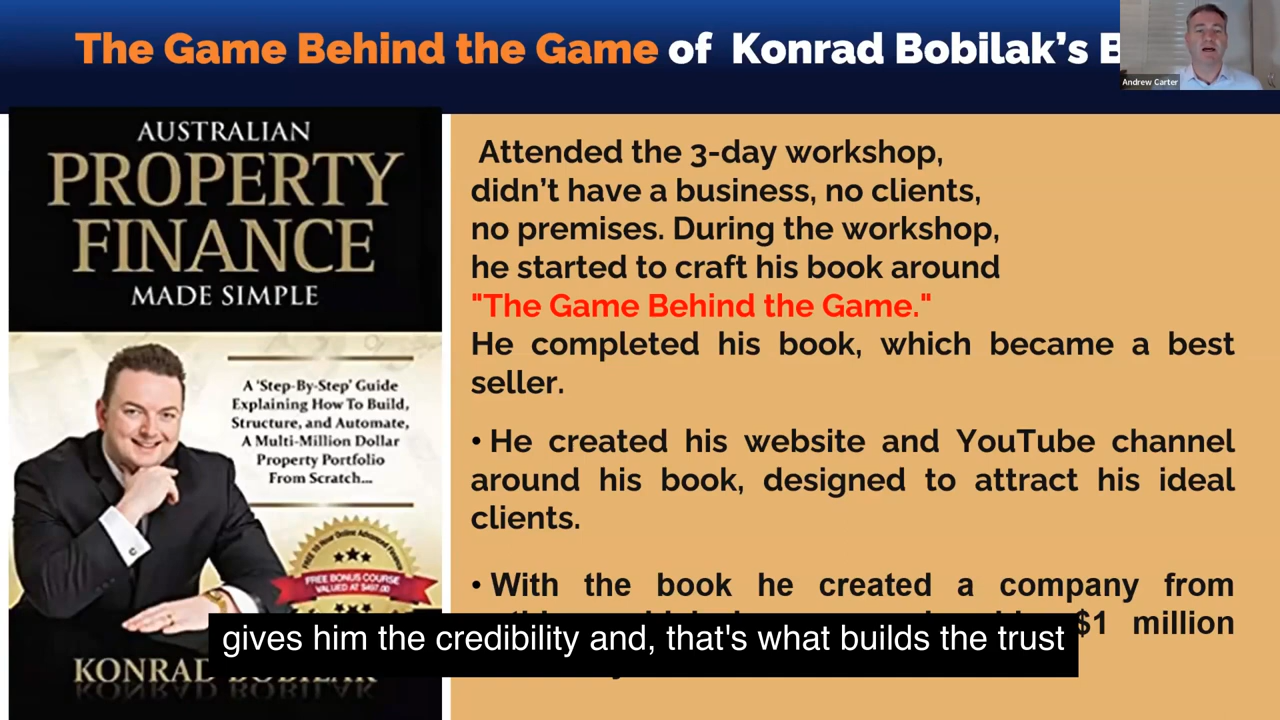 The Game Behind the Game of Konrad Bobilak's
Andrew Carter
AUSTRALIAN
PROPERTY
FINANCE
MADE SIMPLE
A 'Step-By-Step' Guide
Explaining How To Build,
Structure, and Automate,
A Multi-Million Dollar
Property Portfolio
From Scratch...
FREE BONUS COURSE
VALUED AT $497.00
KONRAD BOBILAK
Attended the 3-day workshop,
didn't have a business, no clients,
no premises. During the workshop,
he started to craft his book around
"The Game Behind the Game."
He completed his book, which became a best
seller.
• He created his website and YouTube channel
around his book, designed to attract his ideal
clients.
• With the book he created a company from
$1 million
gives him the credibility and, that's what builds the trust